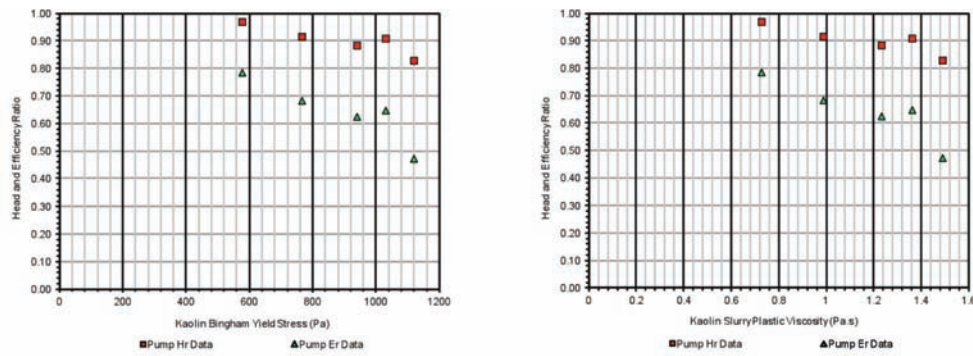 Head and Efficiency Ratio
1.00
0.90
0.80
0.70
0.60
0.50
0.40
0.30
0.20
0.10
0.00
0 200 400 600 800 1000 1200
Kaolin Bingham Yield Stress (Pa)
Pump Hr Data Pump Er Data
Head and Efficiency Ratio
1.00
0.90
0.80
0.70
0.60
0.50
0.40
0.30
0.20
0.10
0.00
0 0.2 0.4 0.6 0.8 1 1.2 1.4 1.6
Kaolin Slurry Plastic Viscosity (Pa.s)
Pump Hr Data Pump Er Data